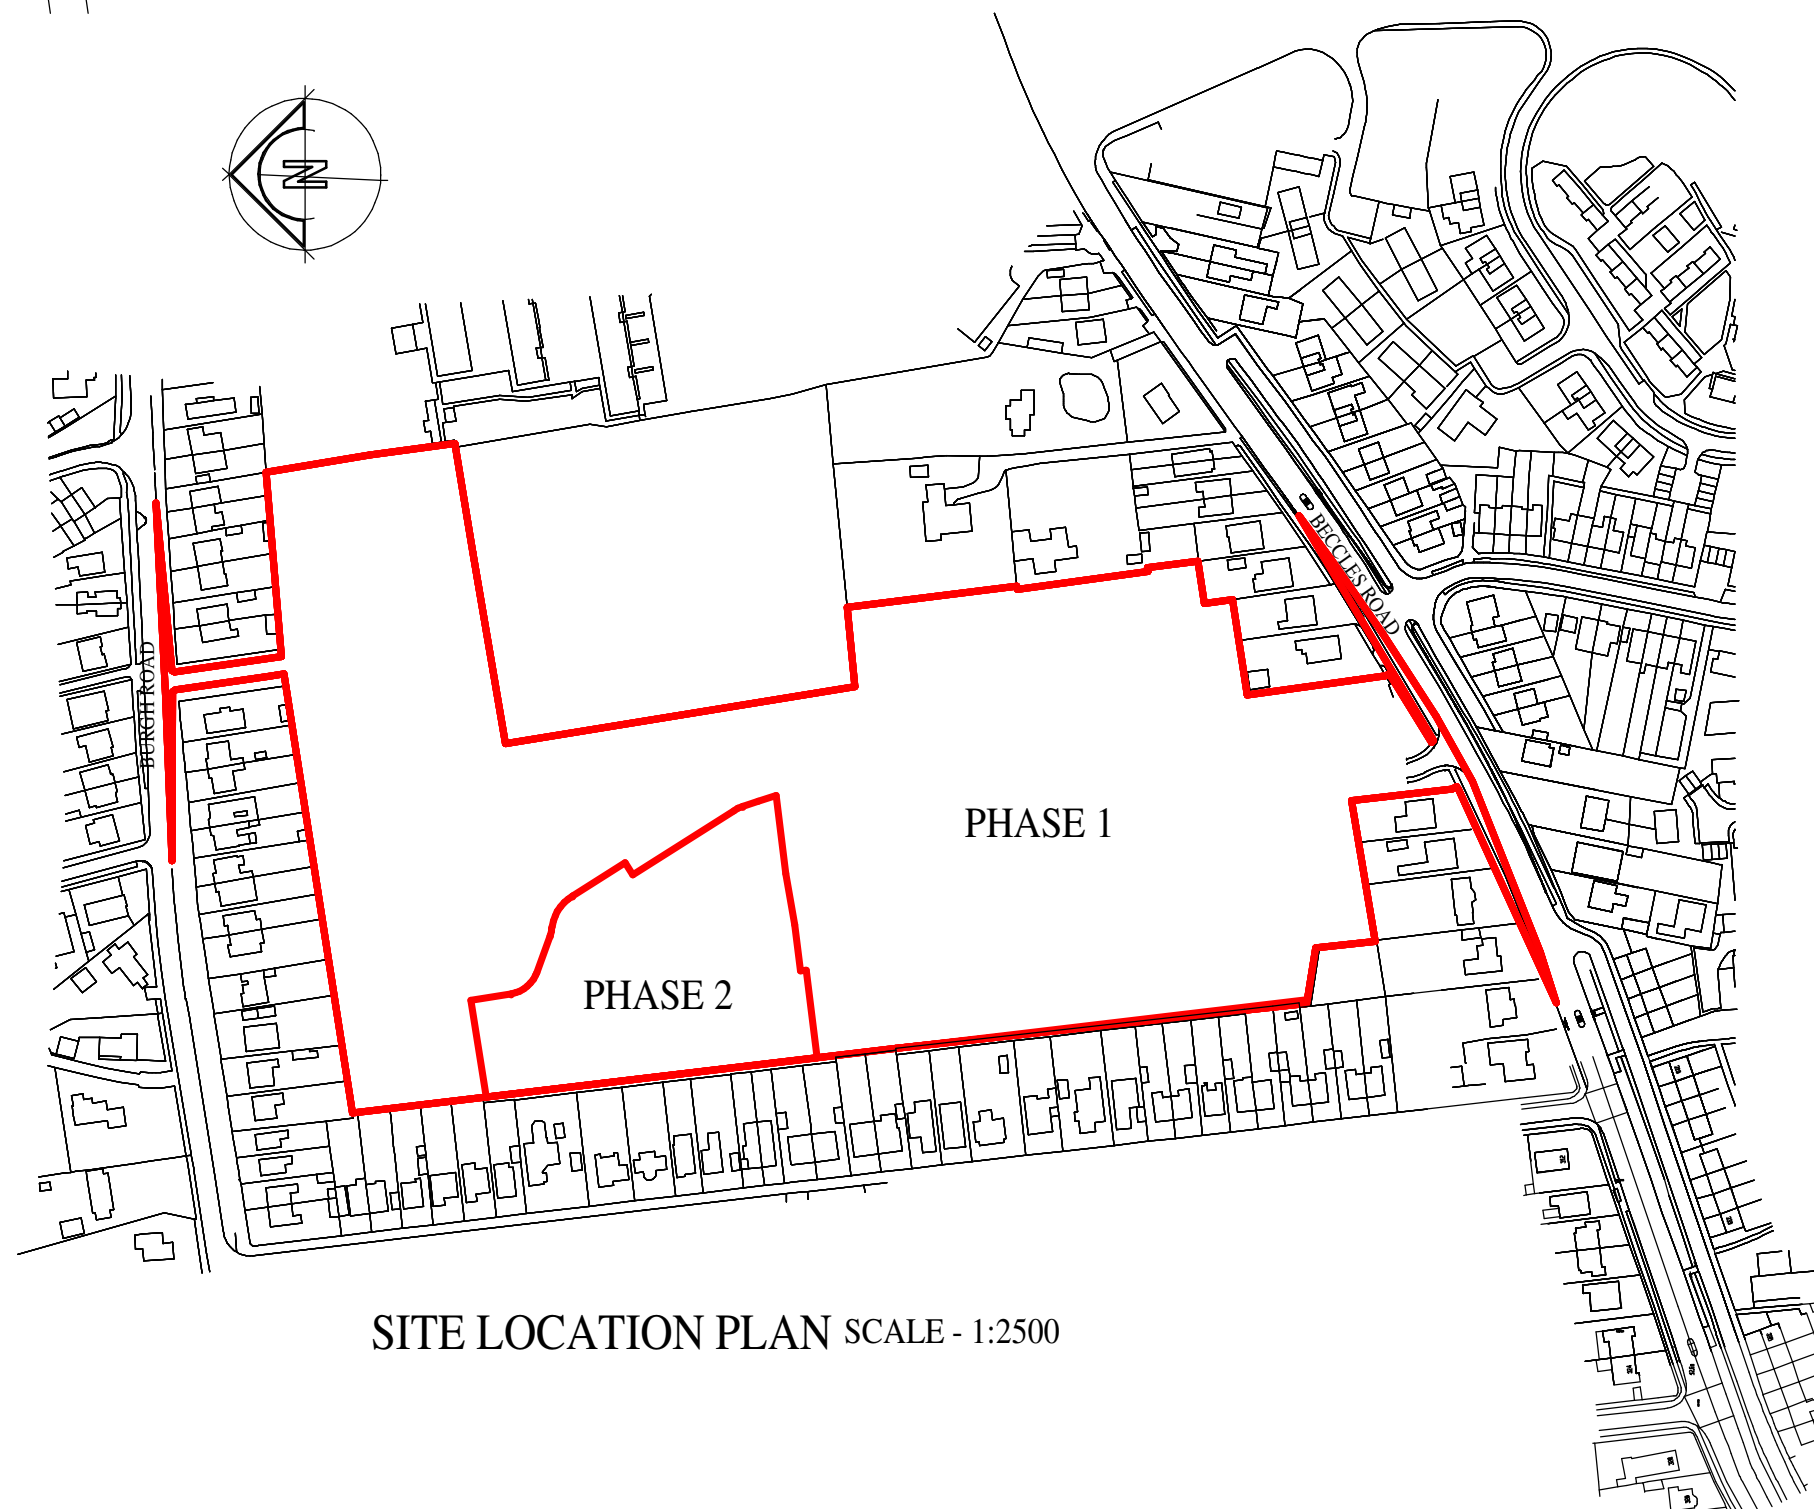 N
BECCLES ROAD
BURGH ROAD
PHASE 1
PHASE 2
SITE LOCATION PLAN SCALE - 1:2500